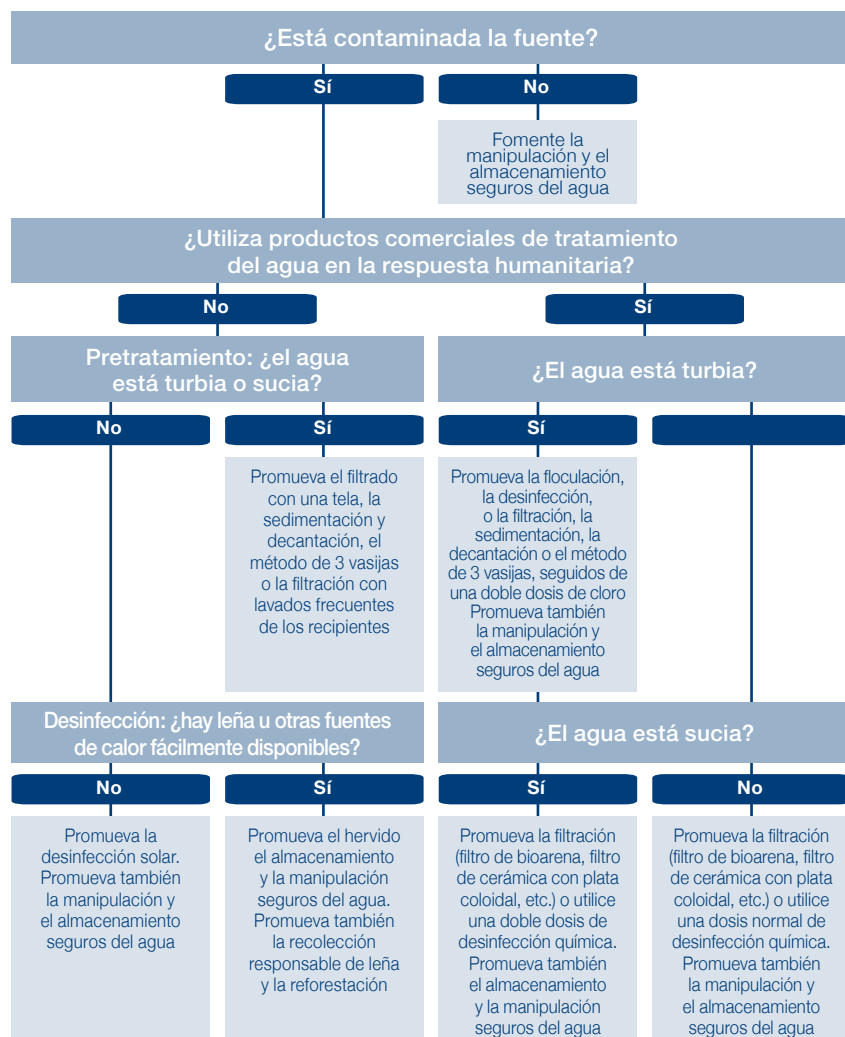 ¿Está contaminada la fuente?
Sí
No
Fomente la
manipulación y el
almacenamiento
seguros del agua
¿Utiliza productos comerciales de tratamiento
del agua en la respuesta humanitaria?
No
Sí
Pretratamiento: ¿el agua
está turbia o sucia?
¿El agua está turbia?
No
Sí
Sí
Promueva el filtrado
con una tela, la
sedimentación y
decantación, el
método de 3 vasijas
o la filtración con
lavados frecuentes
de los recipientes
Promueva la floculación,
la desinfección,
o la filtración, la
sedimentación, la
decantación o el método
de 3 vasijas, seguidos de
una doble dosis de cloro
Promueva también
la manipulación y
el almacenamiento
seguros del agua
Desinfección: ¿hay leña u otras fuentes
de calor fácilmente disponibles?
¿El agua está sucia?
No
Sí
Sí
No
Promueva la
desinfección solar.
Promueva también
la manipulación y
el almacenamiento
seguros del agua
Promueva el hervido
el almacenamiento
y la manipulación
seguros del agua.
Promueva también
la recolección
responsable de leña
y la reforestación
Promueva la filtración
(filtro de bioarena, filtro
de cerámica con plata
coloidal, etc.) o utilice
una doble dosis de
desinfección química.
Promueva también
el almacenamiento
y la manipulación
seguros del agua
Promueva la filtración
(filtro de bioarena, filtro
de cerámica con plata
coloidal, etc.) o utilice
una dosis normal de
desinfección química.
Promueva también
la manipulación y
el almacenamiento
seguros del agua